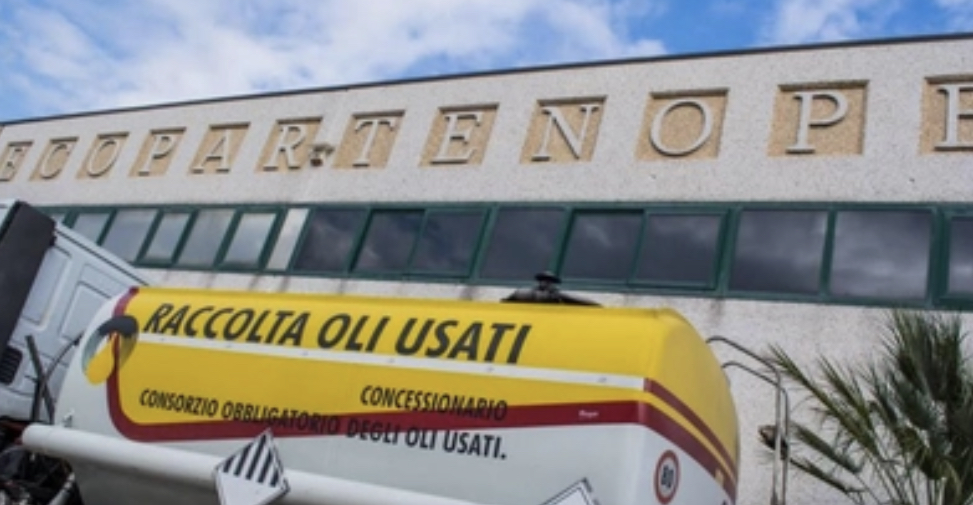 ECOPARTENOPE
RACCOLTA OLI USATI
CONCESSIONARIO
CONSORZIO OBBLIGATORIO DEGLI OLI USATI.
80